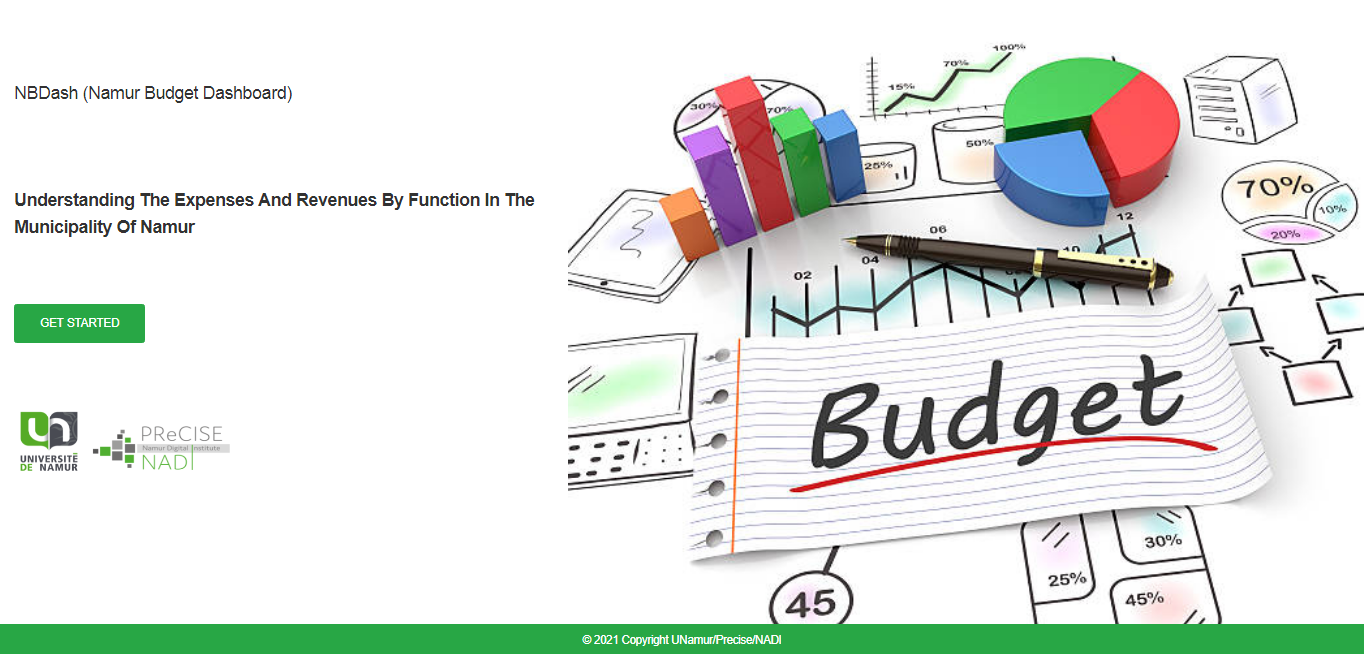 NBDash (Namur Budget Dashboard)
Understanding The Expenses And Revenues By Function In The
Municipality Of Namur
GET STARTED
UNIVERSITÉ
DE NAMUR
PReCISE
Namur Digital Institute
NADI
100%
70%
15%
30%
70%
50%
25%
70%
10%
20%
12
10
06
04
02
Budget
45
25%
30%
45%
© 2021 Copyright UNamur/Precise/NADI